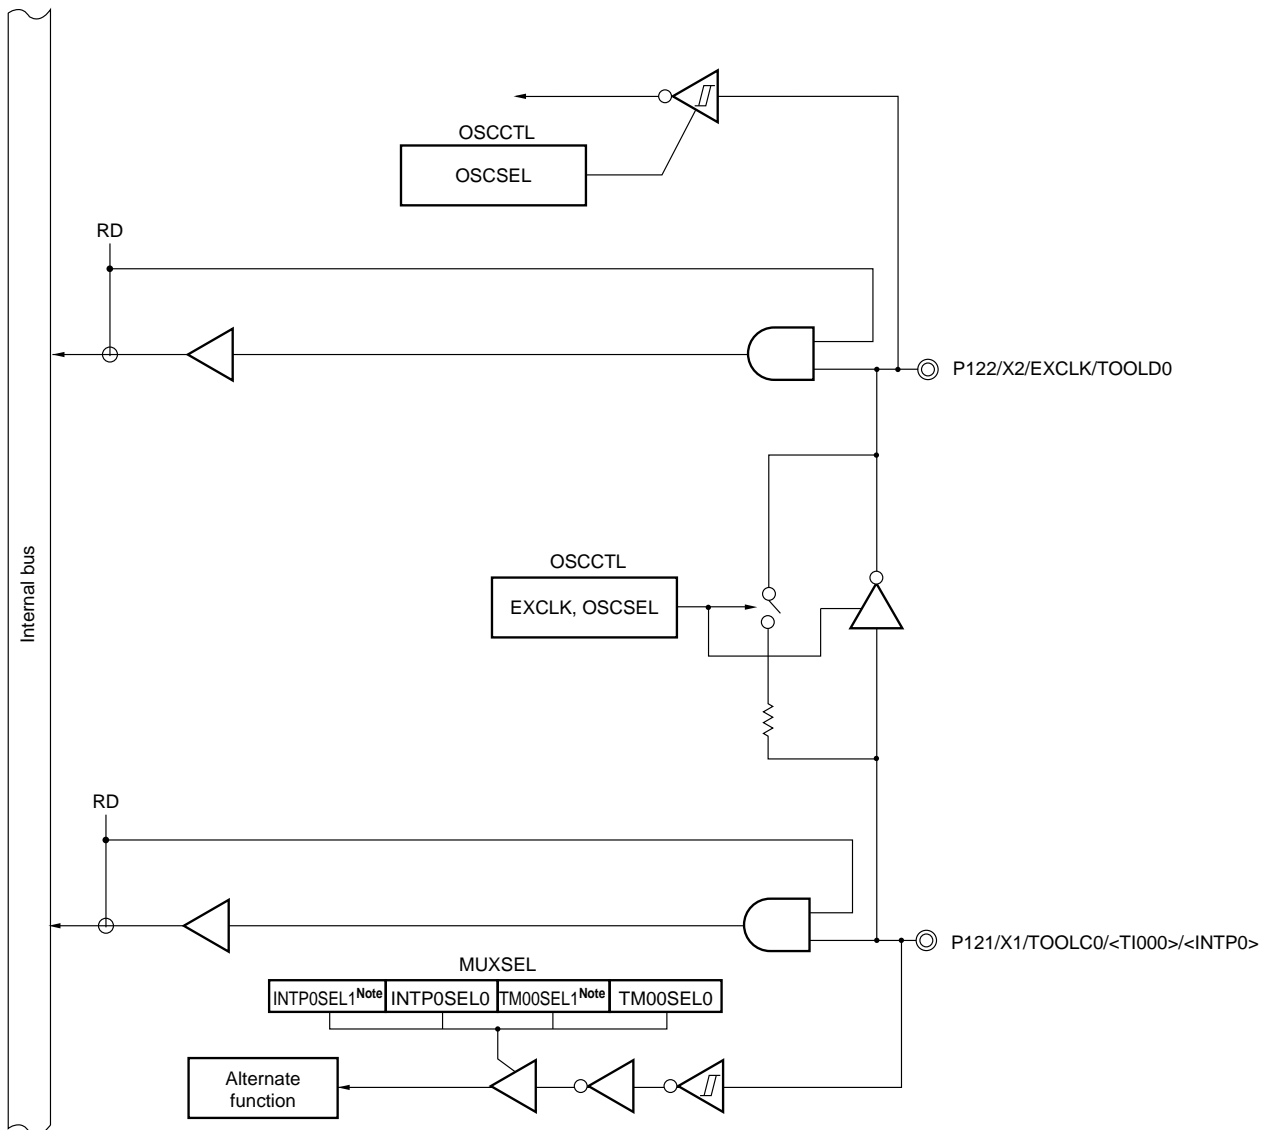 OSCCTL
OSCSEL
RD
P122/X2/EXCLK/TOOLD0
Internal bus
OSCCTL
EXCLK, OSCSEL
RD
P121/X1/TOOLC0/<TI000>/<INTP0>
MUXSEL
INTP0SEL1Note INTP0SEL0 TM00SEL1Note TM00SEL0
Alternate
function